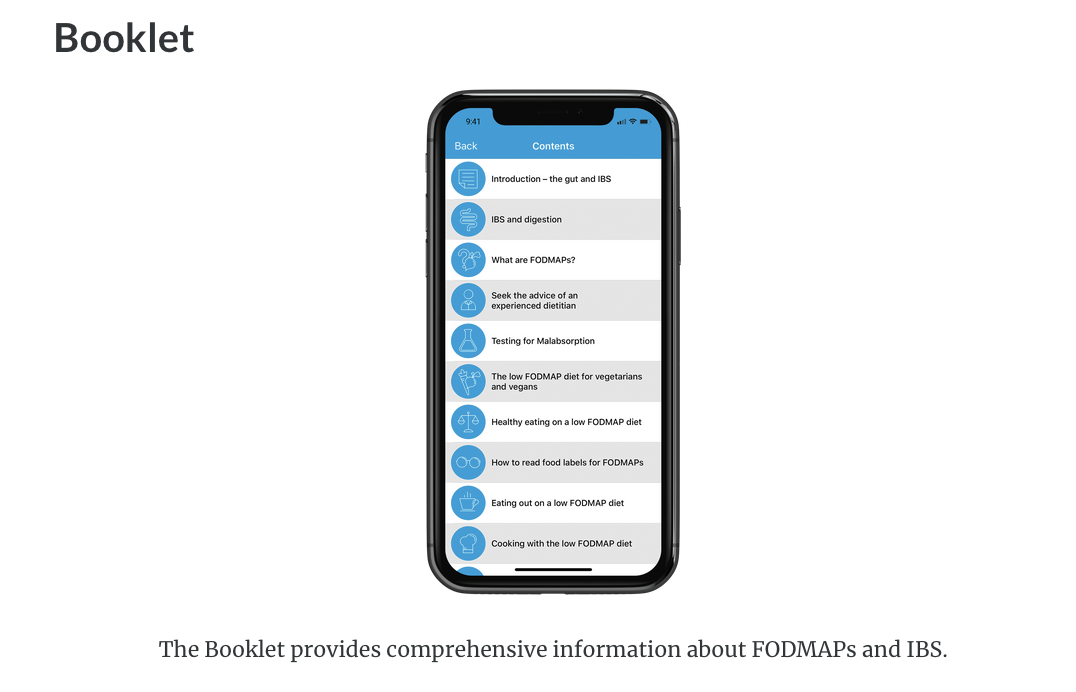 Booklet
9:41
Back
Contents
Introduction – the gut and IBS
IBS and digestion
What are FODMAPs?
Seek the advice of an
experienced dietitian
Testing for Malabsorption
The low FODMAP diet for vegetarians
and vegans
Healthy eating on a low FODMAP diet
How to read food labels for FODMAPs
Eating out on a low FODMAP diet
Cooking with the low FODMAP diet
The Booklet provides comprehensive information about FODMAPs and IBS.